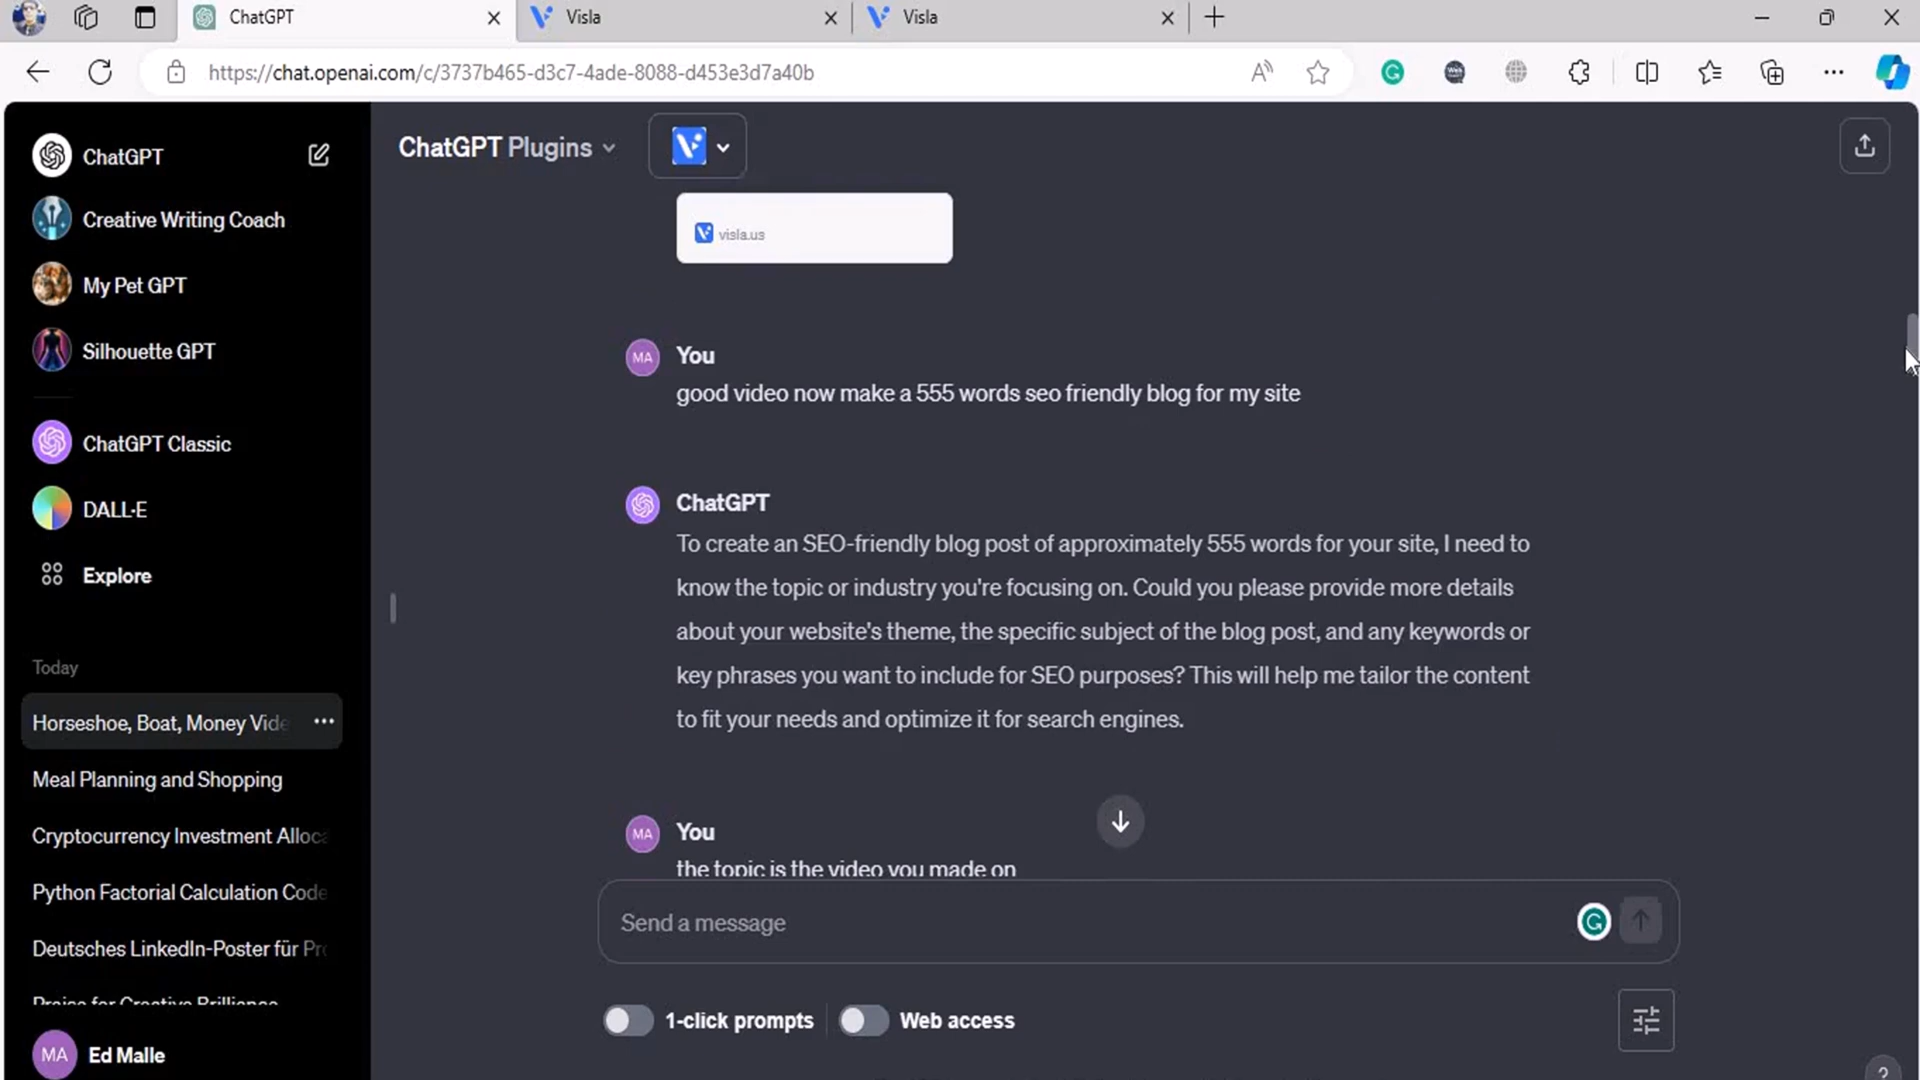 ChatGPT
Visla
Visla
https://chat.openai.com/c/3737b465-d3c7-4ade-8088-d453e3d7a40b
ChatGPT
Creative Writing Coach
My Pet GPT
Silhouette GPT
ChatGPT Classic
DALL·E
Explore
Today
Horseshoe, Boat, Money Vide
Meal Planning and Shopping
Cryptocurrency Investment Alloca
Python Factorial Calculation Code
Deutsches LinkedIn-Poster für Pro
Praise for Creative Brilliance
MA
Ed Malle
ChatGPT Plugins
visla.us
MA
You
good video now make a 555 words seo friendly blog for my site
ChatGPT
To create an SEO-friendly blog post of approximately 555 words for your site, I need to
know the topic or industry you're focusing on. Could you please provide more details
about your website's theme, the specific subject of the blog post, and any keywords or
key phrases you want to include for SEO purposes? This will help me tailor the content
to fit your needs and optimize it for search engines.
MA
You
the topic is the video you made on
Send a message
1-click prompts
Web access
?